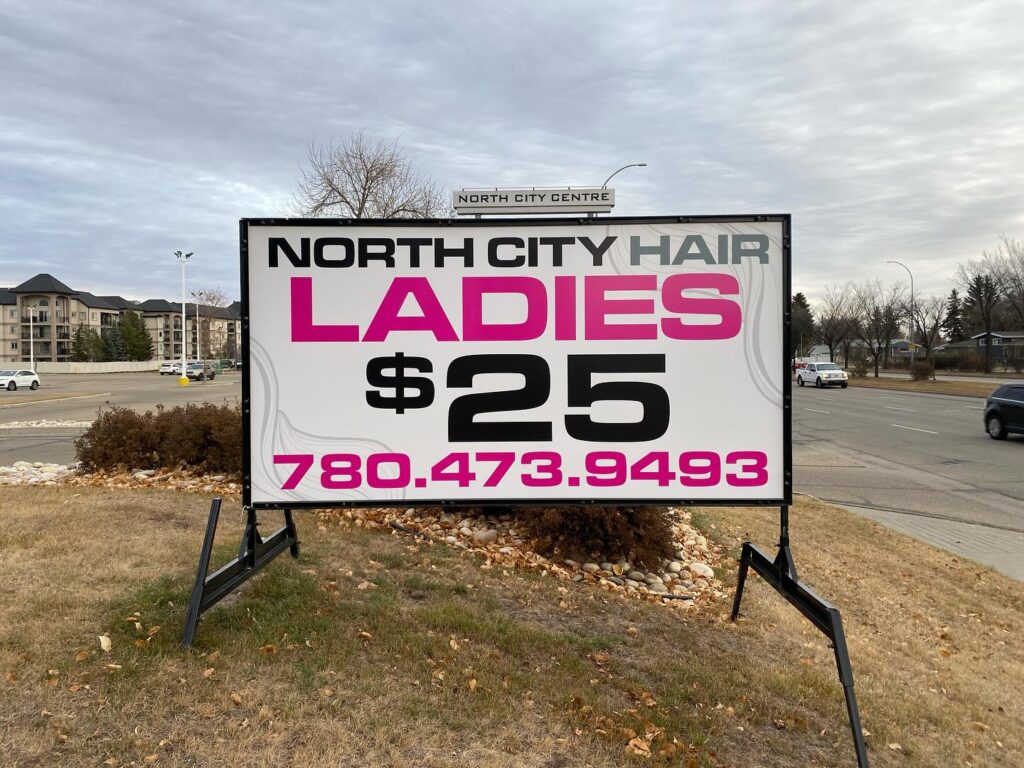 NORTH CITY CENTRE
NORTH CITY HAIR
LADIES
$25
780.473.9493